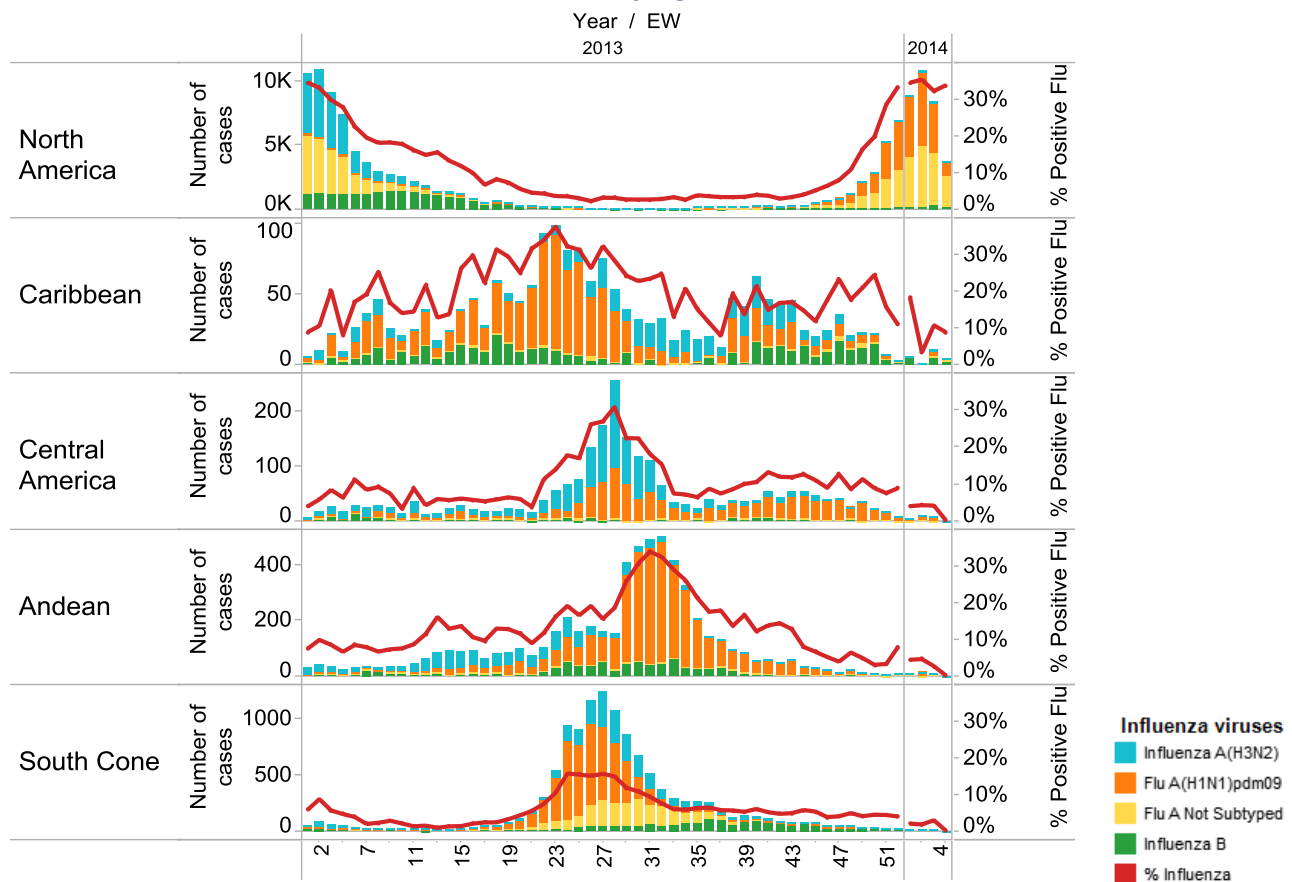 Year / EW
2013 2014
North America
Number of cases
10K
5K
0K
30%
20%
10%
0%
% Positive Flu
Caribbean
Number of cases
100
50
0
30%
20%
10%
0%
% Positive Flu
Central America
Number of cases
200
100
0
30%
20%
10%
0%
% Positive Flu
Andean
Number of cases
400
200
0
30%
20%
10%
0%
% Positive Flu
South Cone
Number of cases
1000
500
0
30%
20%
10%
0%
% Positive Flu
2 7 11 15 19 23 27 31 35 39 43 47 51 4
Influenza viruses
Influenza A(H3N2)
Flu A(H1N1)pdm09
Flu A Not Subtyped
Influenza B
% Influenza